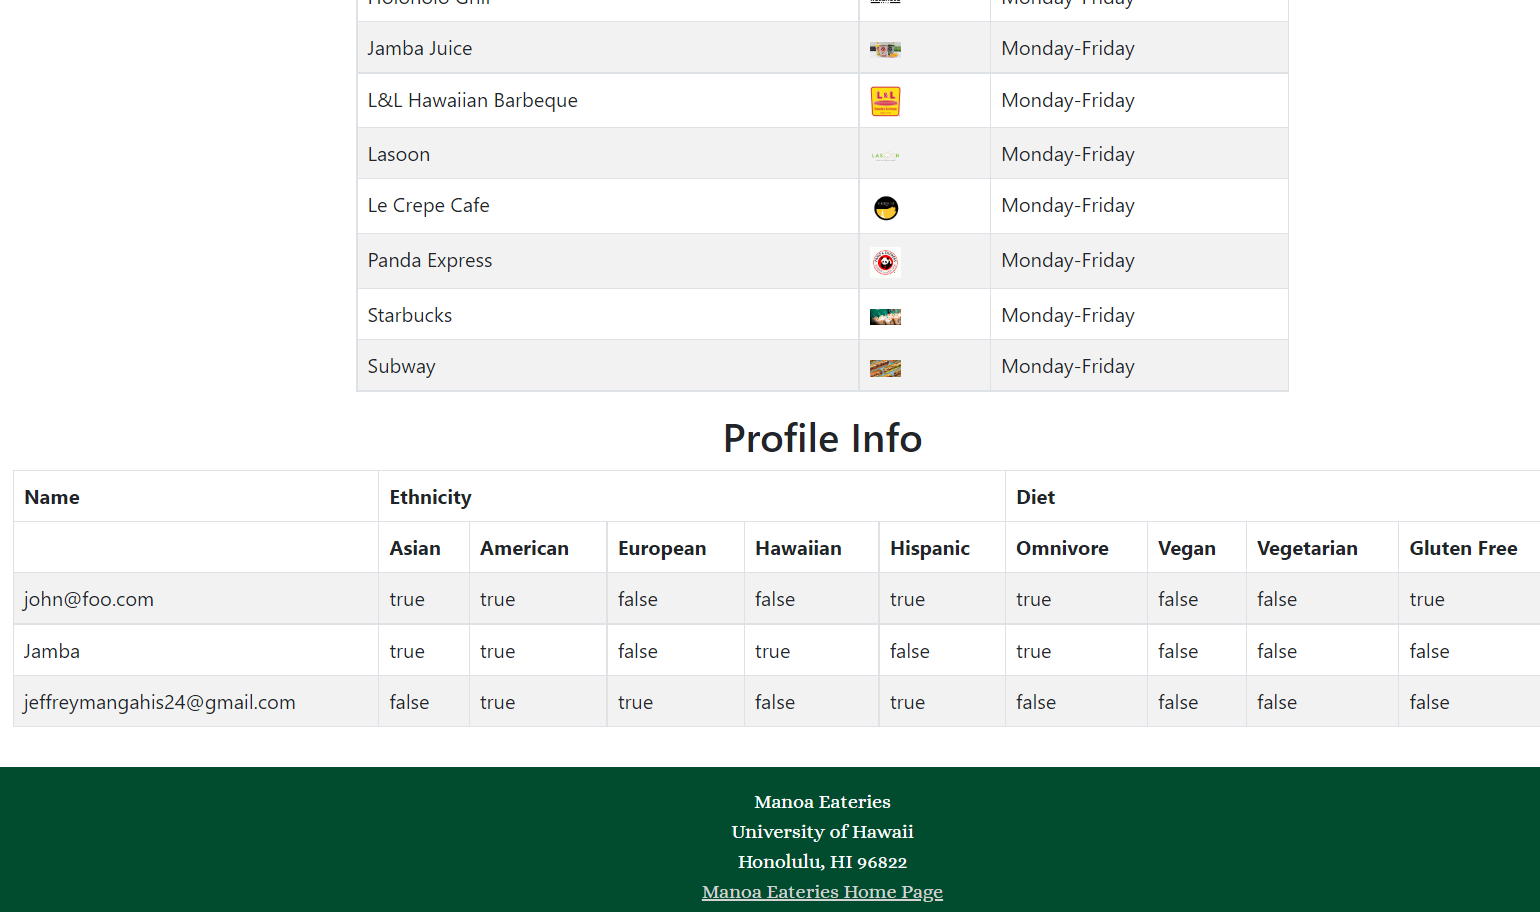 Holoholo Grill Monday-Friday
Jamba Juice Monday-Friday
L&L Hawaiian Barbeque L&L Monday-Friday
Lasoon LASOON Monday-Friday
Le Crepe Cafe Monday-Friday
Panda Express Monday-Friday
Starbucks Monday-Friday
Subway Monday-Friday
Profile Info
Name Ethnicity Diet
Asian American European Hawaiian Hispanic Omnivore Vegan Vegetarian Gluten Free
john@foo.com true true false false true true false false true
Jamba true true false true false true false false false
jeffreymangahis24@gmail.com false true true false true false false false false
Manoa Eateries
University of Hawaii
Honolulu, HI 96822
Manoa Eateries Home Page